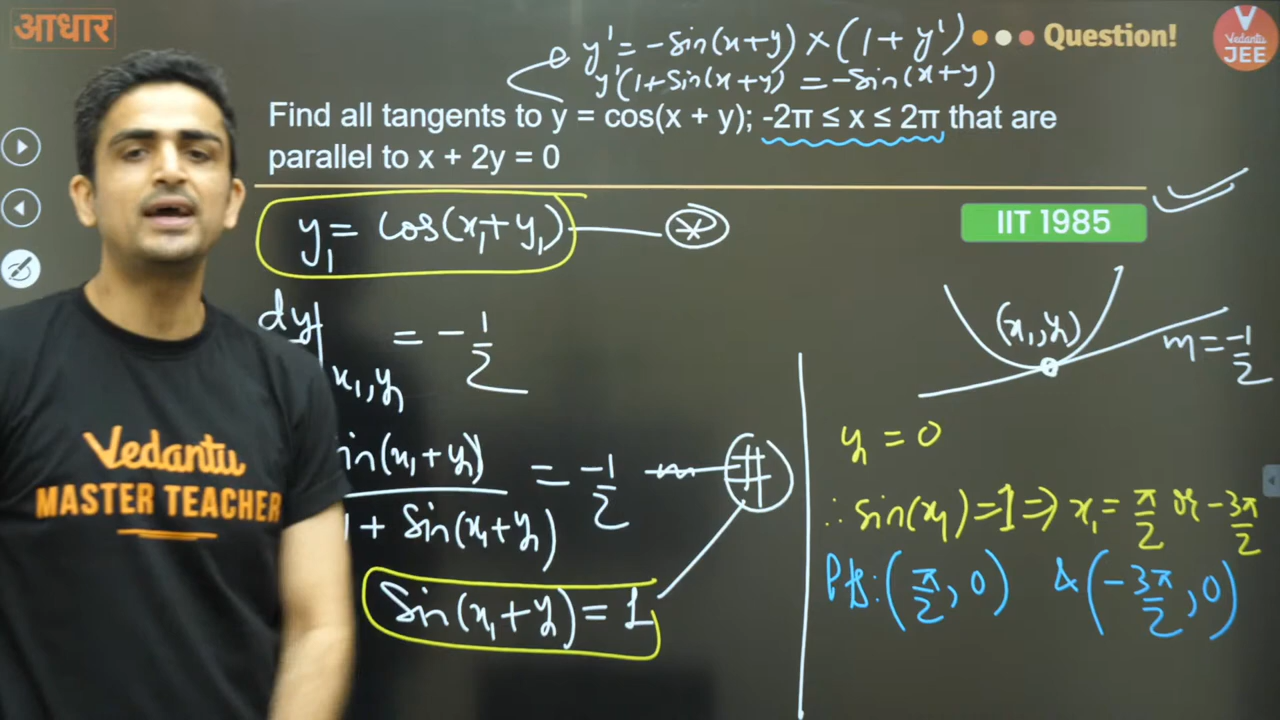 आधार
y' = -sin(x+y) × (1 + y')
Question!
Vedantu
JEE
y'(1+sin(x+y) = -sin(x+y)
Find all tangents to y = cos(x + y); -2π ≤ x ≤ 2π that are
parallel to x + 2y = 0
IIT 1985
y₁ = cos(x₁+y₁) — ⊛
dy| x₁,y₁ = -1/2
(x₁,y₁)
m = -1/2
in(x₁+y₁) / 1 + sin(x₁+y₁) = -1/2 — #
sin(x₁+y₁) = 1
y₁ = 0
∴ sin(x₁) = 1 ⇒ x₁ = π/2 or -3π/2
Pts: (π/2, 0) & (-3π/2, 0)
Vedantu
MASTER TEACHER